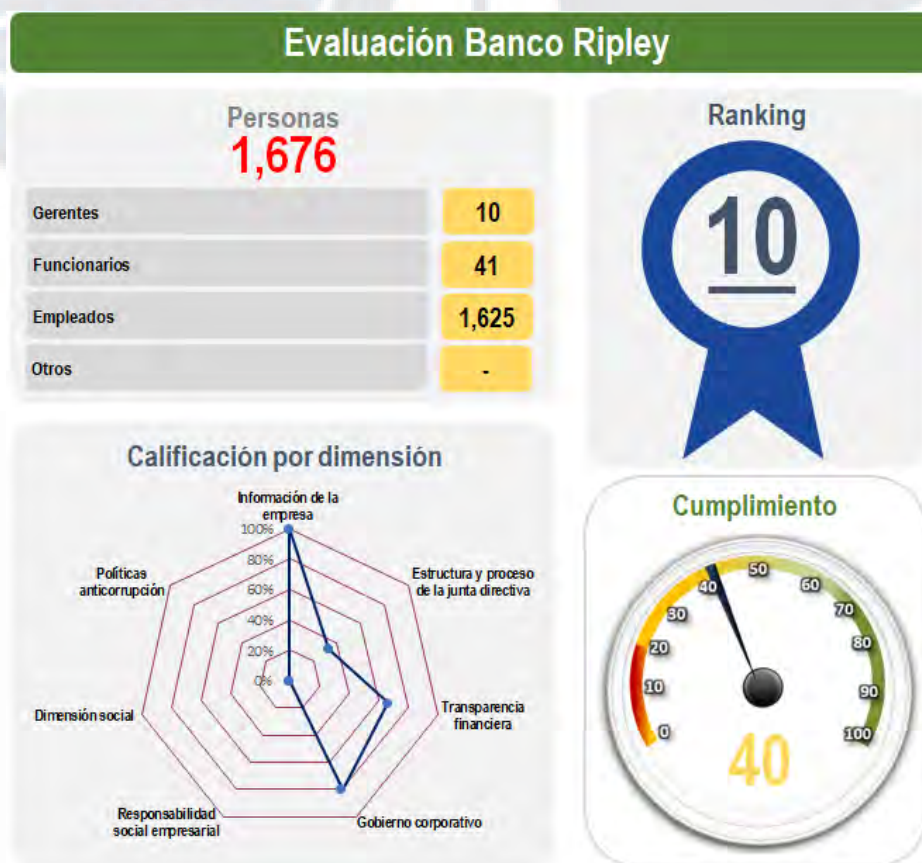 Evaluación Banco Ripley
Personas
1,676
Gerentes 10
Funcionarios 41
Empleados 1,625
Otros -
Ranking
10
Calificación por dimensión
Información de la
empresa
100%
80%
60%
40%
20%
0%
Políticas
anticorrupción
Estructura y proceso
de la junta directiva
Dimensión social
Transparencia
financiera
Responsabilidad
social empresarial
Gobierno corporativo
Cumplimiento
0
10
20
30
40
50
60
70
80
90
100
40